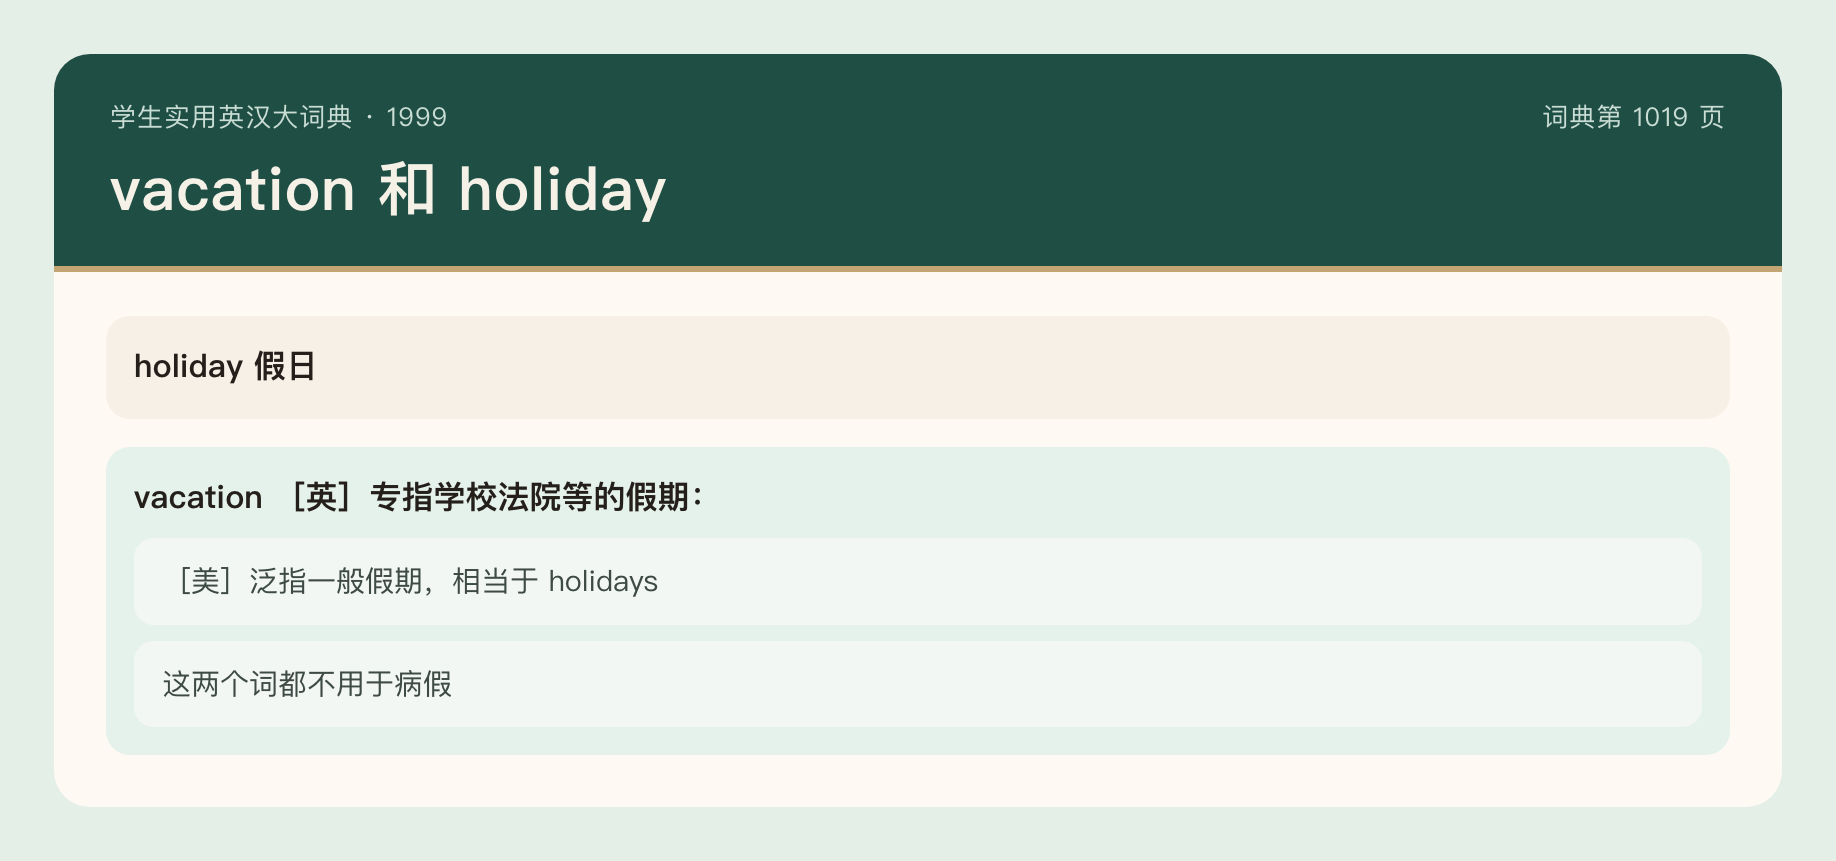 学生实用英汉大词典 · 1999
词典第 1019 页
vacation 和 holiday
holiday 假日
vacation ［英］专指学校法院等的假期：
［美］泛指一般假期，相当于 holidays
这两个词都不用于病假